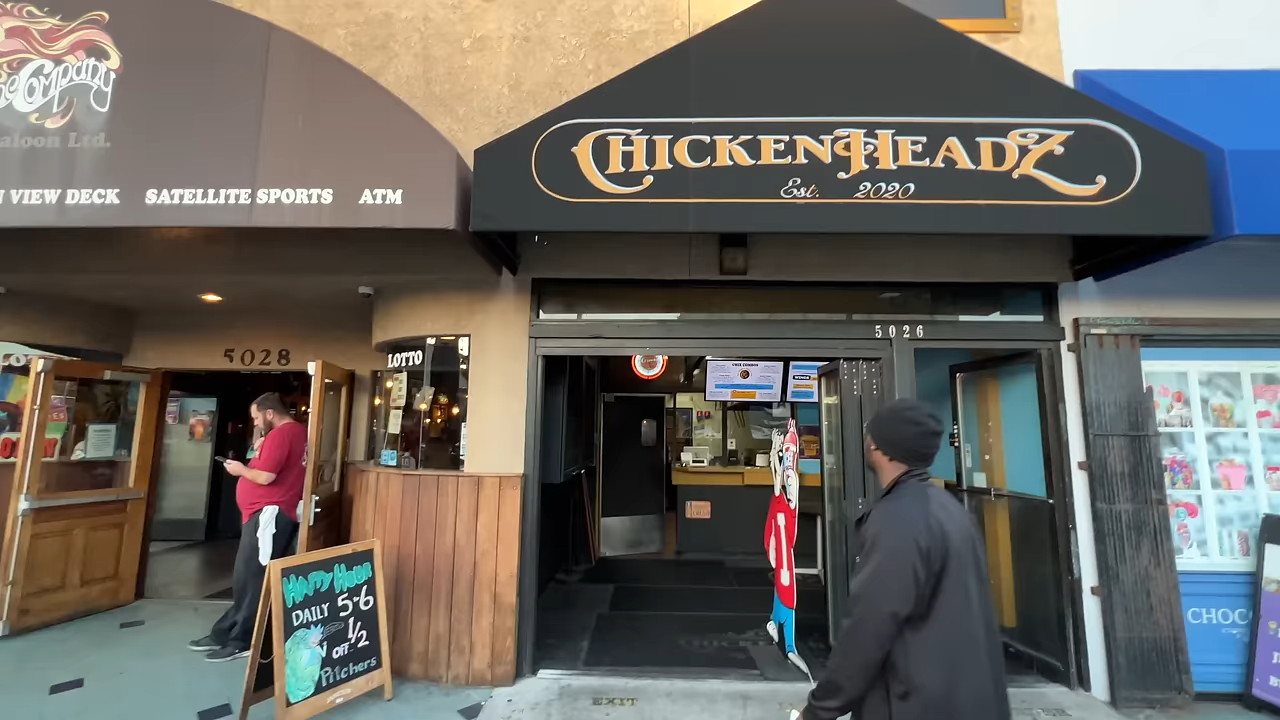 Company
aloon Ltd.
VIEW DECK SATELLITE SPORTS ATM
CHICKENHEADZ
Est. 2020
5028
LOTTO
5026
HAPPY HOUR
DAILY 5-6
1/2
OFF
Pitchers
EXIT
CHOC